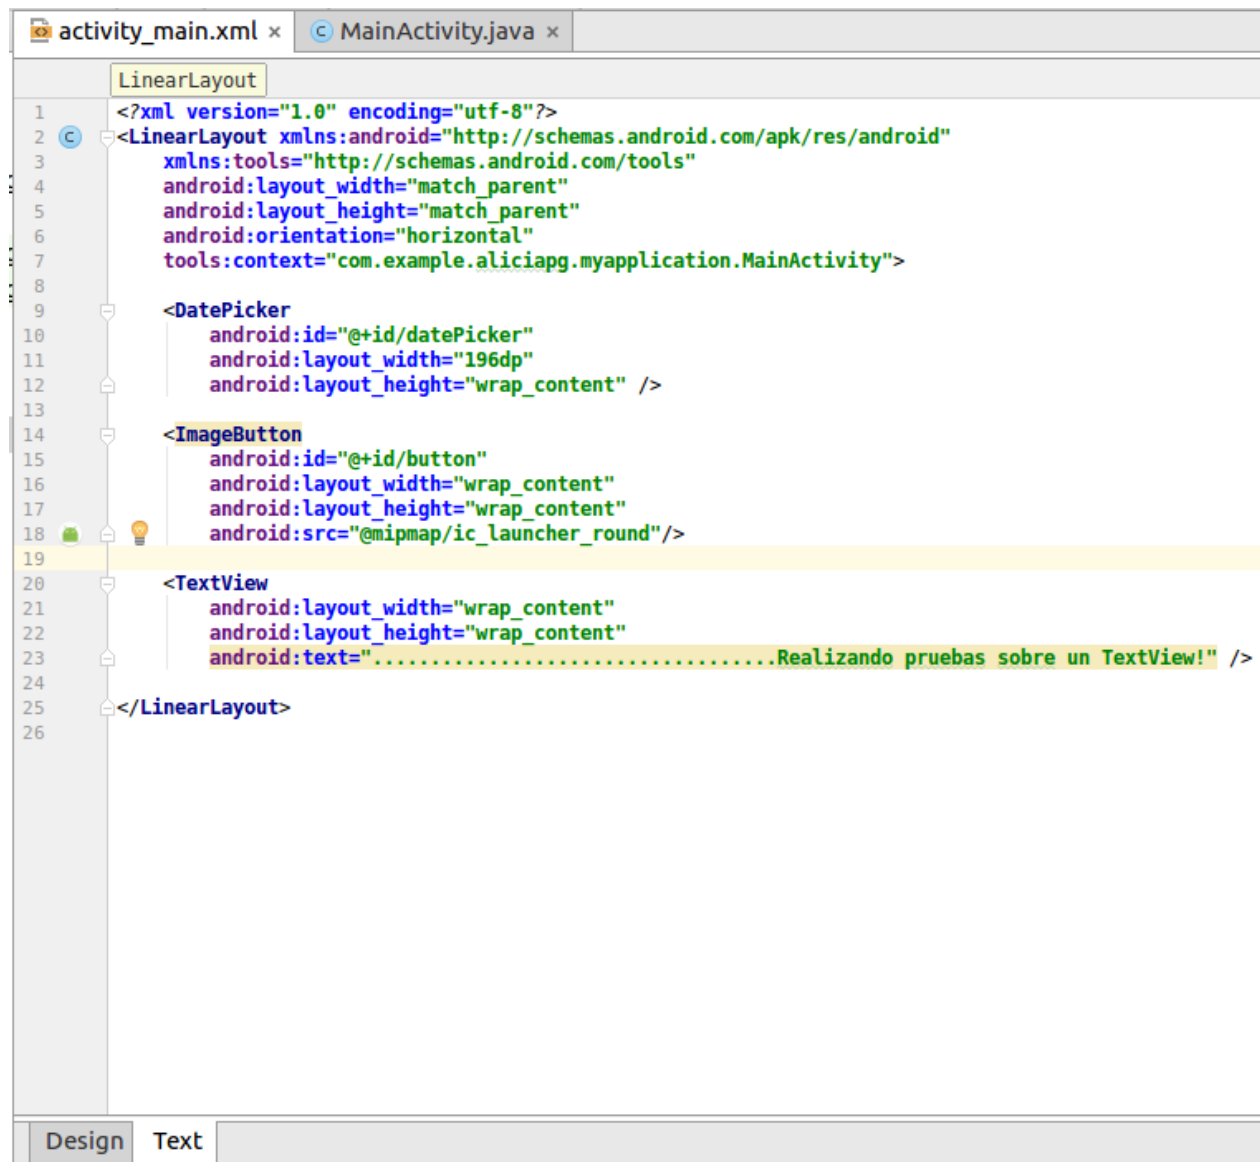 activity_main.xml × MainActivity.java ×
LinearLayout
1 <?xml version="1.0" encoding="utf-8"?>
2 <LinearLayout xmlns:android="http://schemas.android.com/apk/res/android"
3 xmlns:tools="http://schemas.android.com/tools"
4 android:layout_width="match_parent"
5 android:layout_height="match_parent"
6 android:orientation="horizontal"
7 tools:context="com.example.aliciapg.myapplication.MainActivity">
8
9 <DatePicker
10 android:id="@+id/datePicker"
11 android:layout_width="196dp"
12 android:layout_height="wrap_content" />
13
14 <ImageButton
15 android:id="@+id/button"
16 android:layout_width="wrap_content"
17 android:layout_height="wrap_content"
18 android:src="@mipmap/ic_launcher_round"/>
19
20 <TextView
21 android:layout_width="wrap_content"
22 android:layout_height="wrap_content"
23 android:text="...................................Realizando pruebas sobre un TextView!" />
24
25 </LinearLayout>
26
Design Text